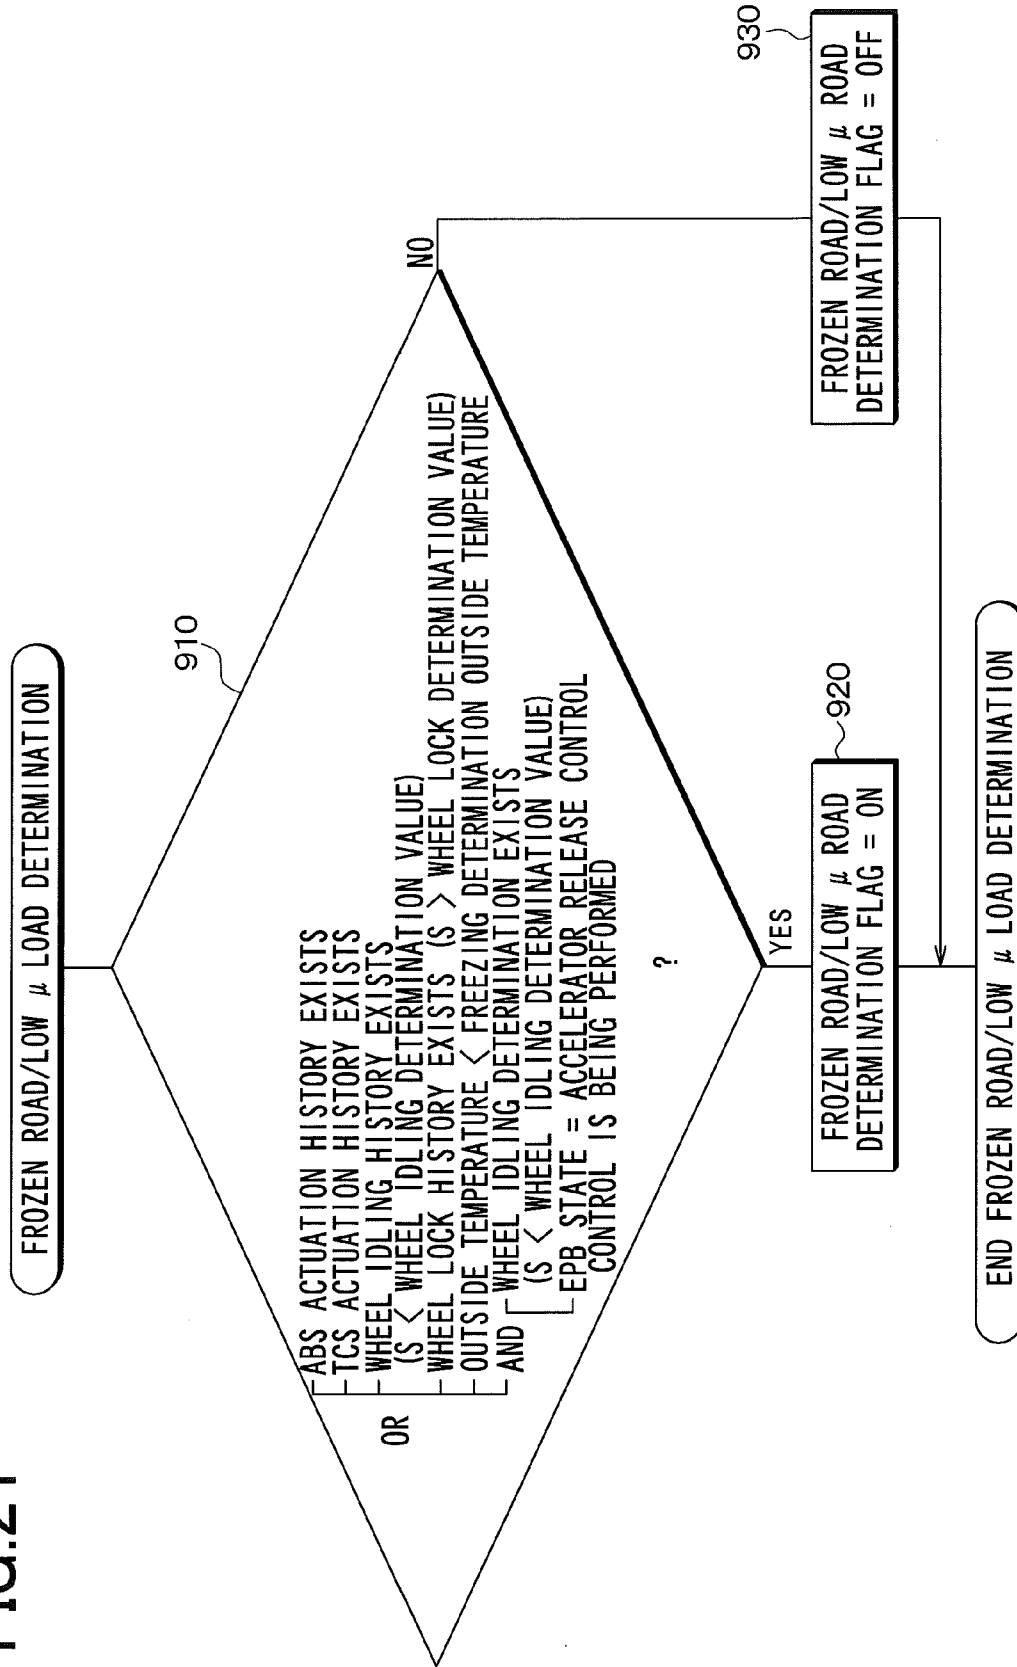 FIG.21
FROZEN ROAD/LOW μ LOAD DETERMINATION
910
OR
ABS ACTUATION HISTORY EXISTS
TCS ACTUATION HISTORY EXISTS
WHEEL IDLING HISTORY EXISTS
(S < WHEEL IDLING DETERMINATION VALUE)
WHEEL LOCK HISTORY EXISTS (S > WHEEL LOCK DETERMINATION VALUE)
OUTSIDE TEMPERATURE < FREEZING DETERMINATION OUTSIDE TEMPERATURE
AND
WHEEL IDLING DETERMINATION EXISTS
(S < WHEEL IDLING DETERMINATION VALUE)
EPB STATE = ACCELERATOR RELEASE CONTROL
CONTROL IS BEING PERFORMED
?
NO
YES
920
FROZEN ROAD/LOW μ ROAD
DETERMINATION FLAG = ON
930
FROZEN ROAD/LOW μ ROAD
DETERMINATION FLAG = OFF
END FROZEN ROAD/LOW μ LOAD DETERMINATION